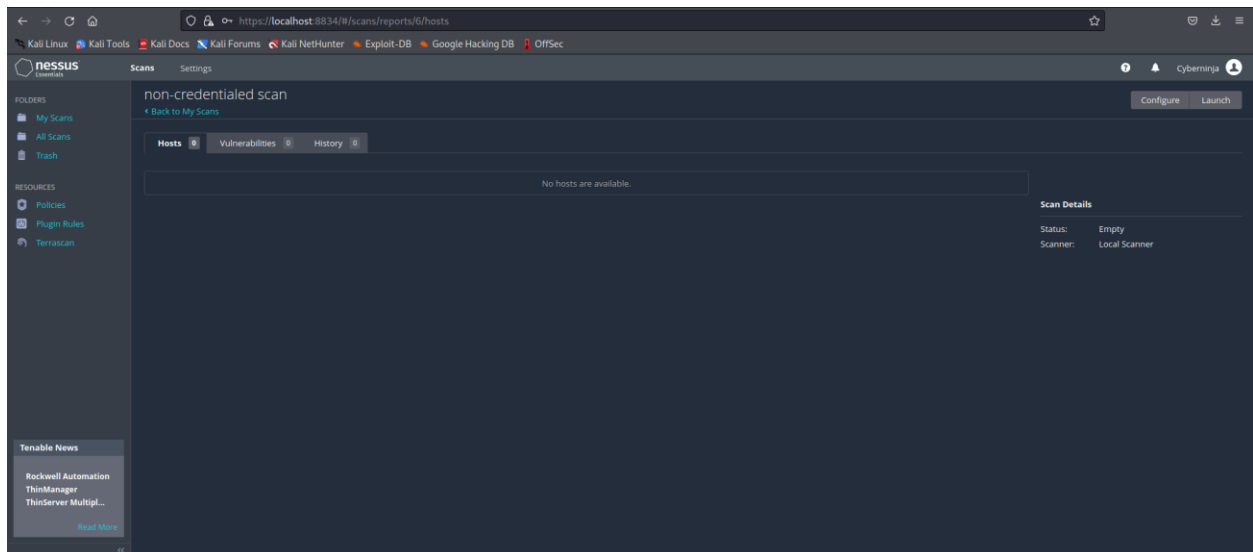 https://localhost:8834/#/scans/reports/6/hosts
Kali Linux Kali Tools Kali Docs Kali Forums Kali NetHunter Exploit-DB Google Hacking DB OffSec
nessus Essentials Scans Settings Cyberninja
FOLDERS
My Scans
All Scans
Trash
RESOURCES
Policies
Plugin Rules
Terrascan
Tenable News
Rockwell Automation
ThinManager
ThinServer Multipl...
Read More
non-credentialed scan
Back to My Scans
Configure Launch
Hosts 0 Vulnerabilities 0 History 0
No hosts are available.
Scan Details
Status: Empty
Scanner: Local Scanner